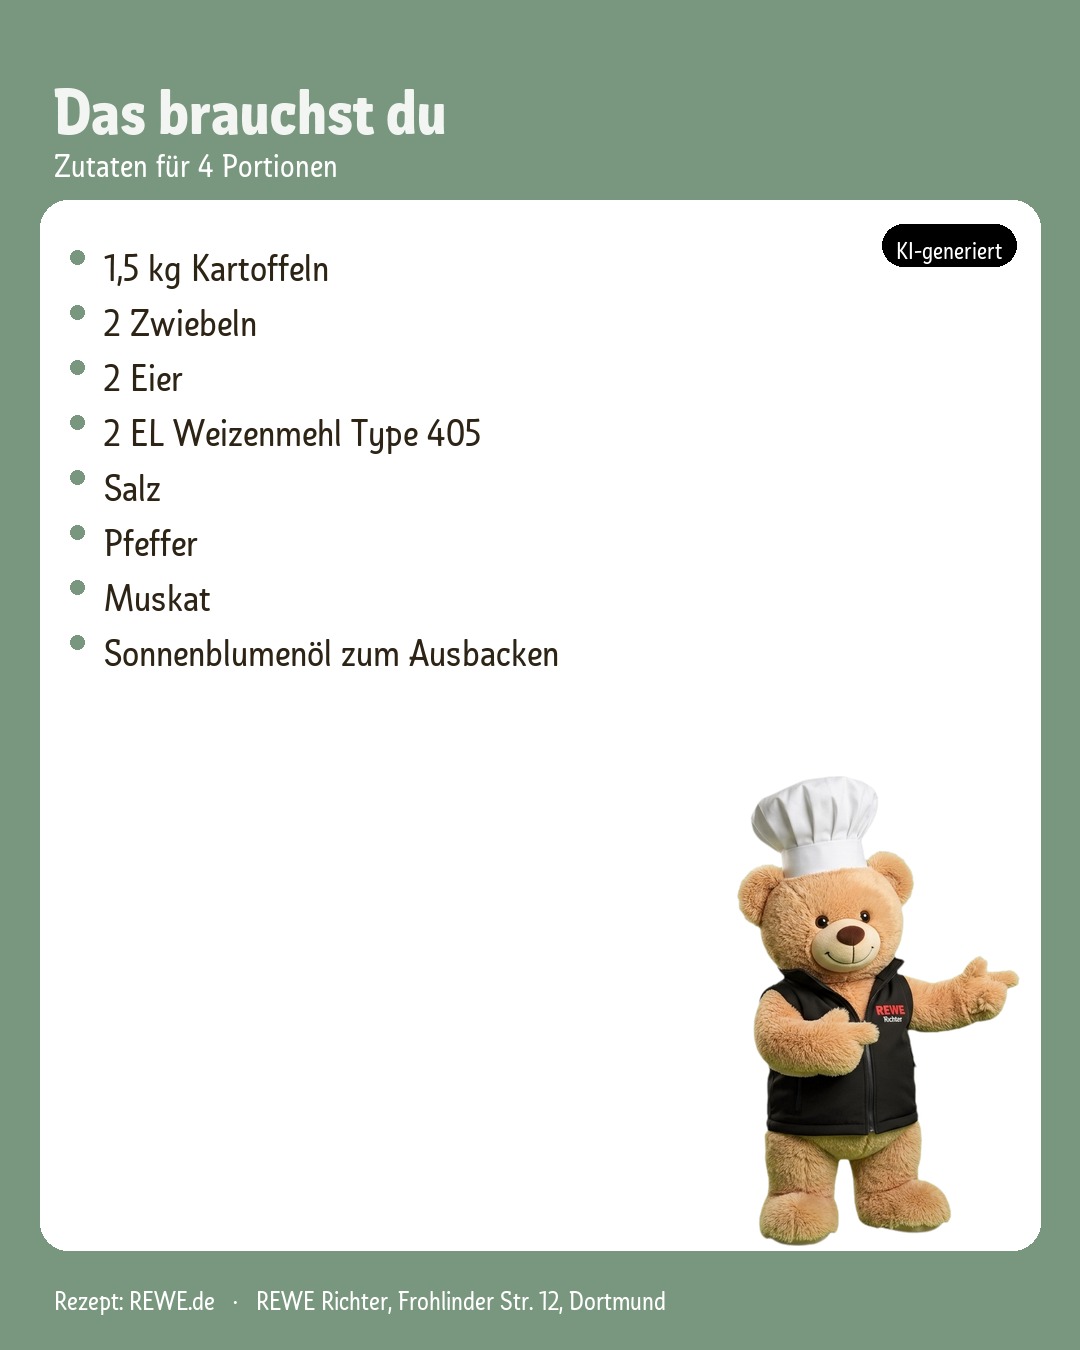 Das brauchst du
Zutaten für 4 Portionen
KI-generiert
1,5 kg Kartoffeln
2 Zwiebeln
2 Eier
2 EL Weizenmehl Type 405
Salz
Pfeffer
Muskat
Sonnenblumenöl zum Ausbacken
REWE
Rezept: REWE.de · REWE Richter, Frohlinder Str. 12, Dortmund